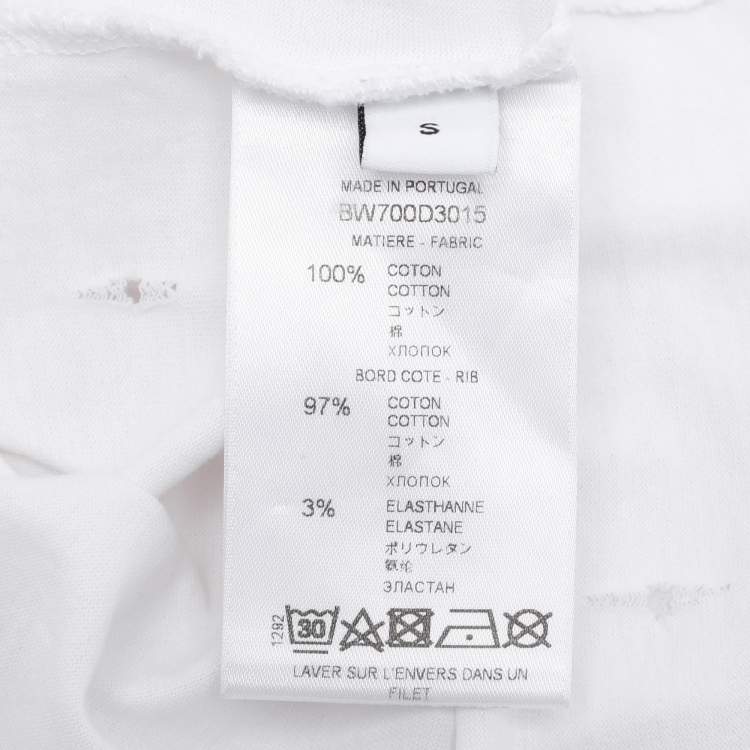 S
MADE IN PORTUGAL
BW700D3015
MATIERE - FABRIC
100% COTON
COTTON
コットン
棉
ХЛОПОК
BORD COTE - RIB
97% COTON
COTTON
コットン
棉
ХЛОПОК
3% ELASTHANNE
ELASTANE
ポリウレタン
氨纶
ЭЛАСТАН
1292
30
LAVER SUR L'ENVERS DANS UN
FILET